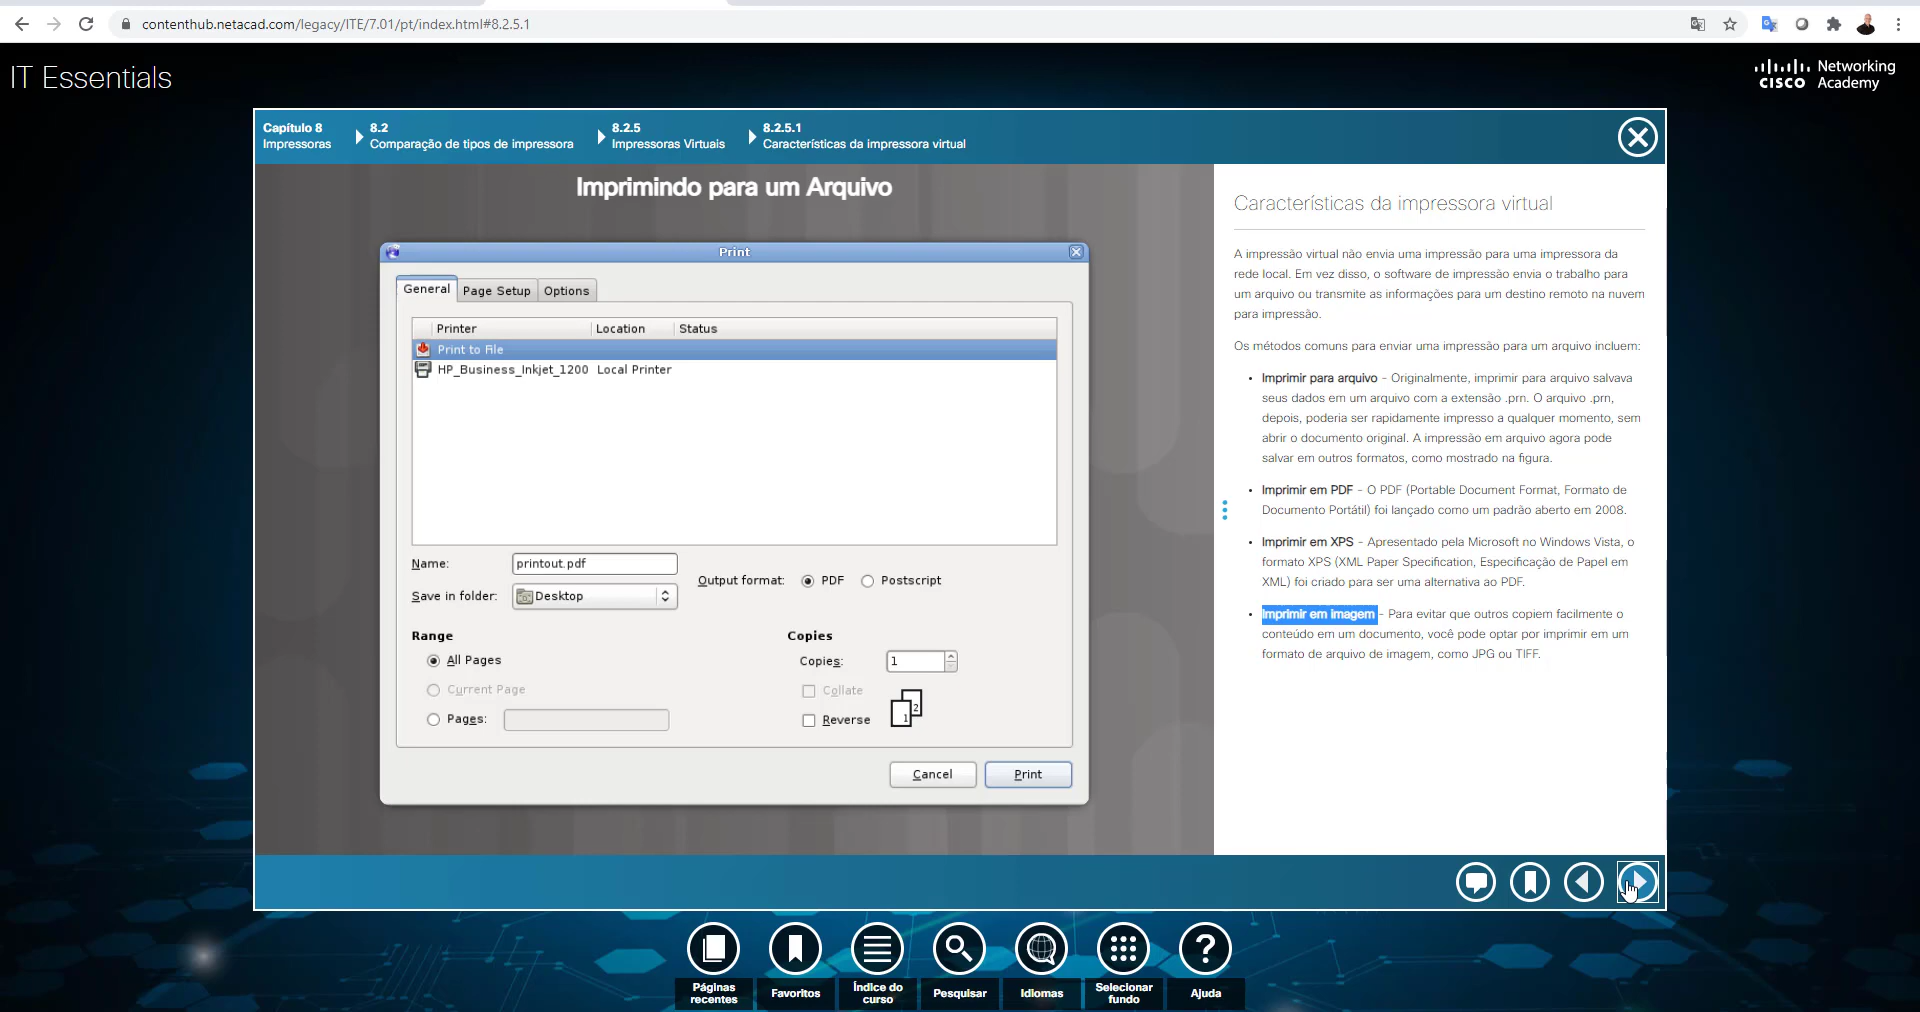 contenthub.netacad.com/legacy/ITE/7.01/pt/index.html#8.2.5.1
IT Essentials
CISCO
Networking
Academy
Capítulo 8
Impressoras
8.2
Comparação de tipos de impressora
8.2.5
Impressoras Virtuais
8.2.5.1
Características da impressora virtual
Imprimindo para um Arquivo
Print
General
Page Setup
Options
Printer
Location
Status
Print to File
HP_Business_Inkjet_1200 Local Printer
Name:
printout.pdf
Save in folder:
Desktop
Output format:
PDF
Postscript
Range
All Pages
Current Page
Pages:
Copies
Copies:
1
Collate
Reverse
1
2
Cancel
Print
Características da impressora virtual
A impressão virtual não envia uma impressão para uma impressora da
rede local. Em vez disso, o software de impressão envia o trabalho para
um arquivo ou transmite as informações para um destino remoto na nuvem
para impressão.
Os métodos comuns para enviar uma impressão para um arquivo incluem:
• Imprimir para arquivo - Originalmente, imprimir para arquivo salvava
seus dados em um arquivo com a extensão .prn. O arquivo .prn,
depois, poderia ser rapidamente impresso a qualquer momento, sem
abrir o documento original. A impressão em arquivo agora pode
salvar em outros formatos, como mostrado na figura.
• Imprimir em PDF - O PDF (Portable Document Format, Formato de
Documento Portátil) foi lançado como um padrão aberto em 2008.
• Imprimir em XPS - Apresentado pela Microsoft no Windows Vista, o
formato XPS (XML Paper Specification, Especificação de Papel em
XML) foi criado para ser uma alternativa ao PDF.
• Imprimir em imagem - Para evitar que outros copiem facilmente o
conteúdo em um documento, você pode optar por imprimir em um
formato de arquivo de imagem, como JPG ou TIFF.
Páginas
recentes
Favoritos
Índice do
curso
Pesquisar
Idiomas
Selecionar
fundo
?
Ajuda